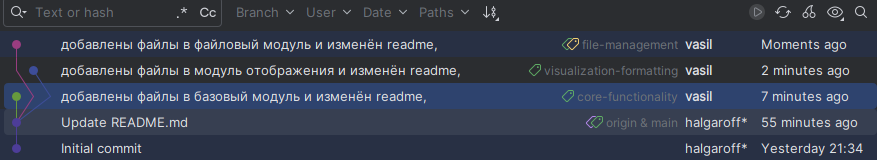 Text or hash .* Cc Branch User Date Paths
добавлены файлы в файловый модуль и изменён readme, file-management vasil Moments ago
добавлены файлы в модуль отображения и изменён readme, visualization-formatting vasil 2 minutes ago
добавлены файлы в базовый модуль и изменён readme, core-functionality vasil 7 minutes ago
Update README.md origin & main halgaroff* 55 minutes ago
Initial commit halgaroff* Yesterday 21:34